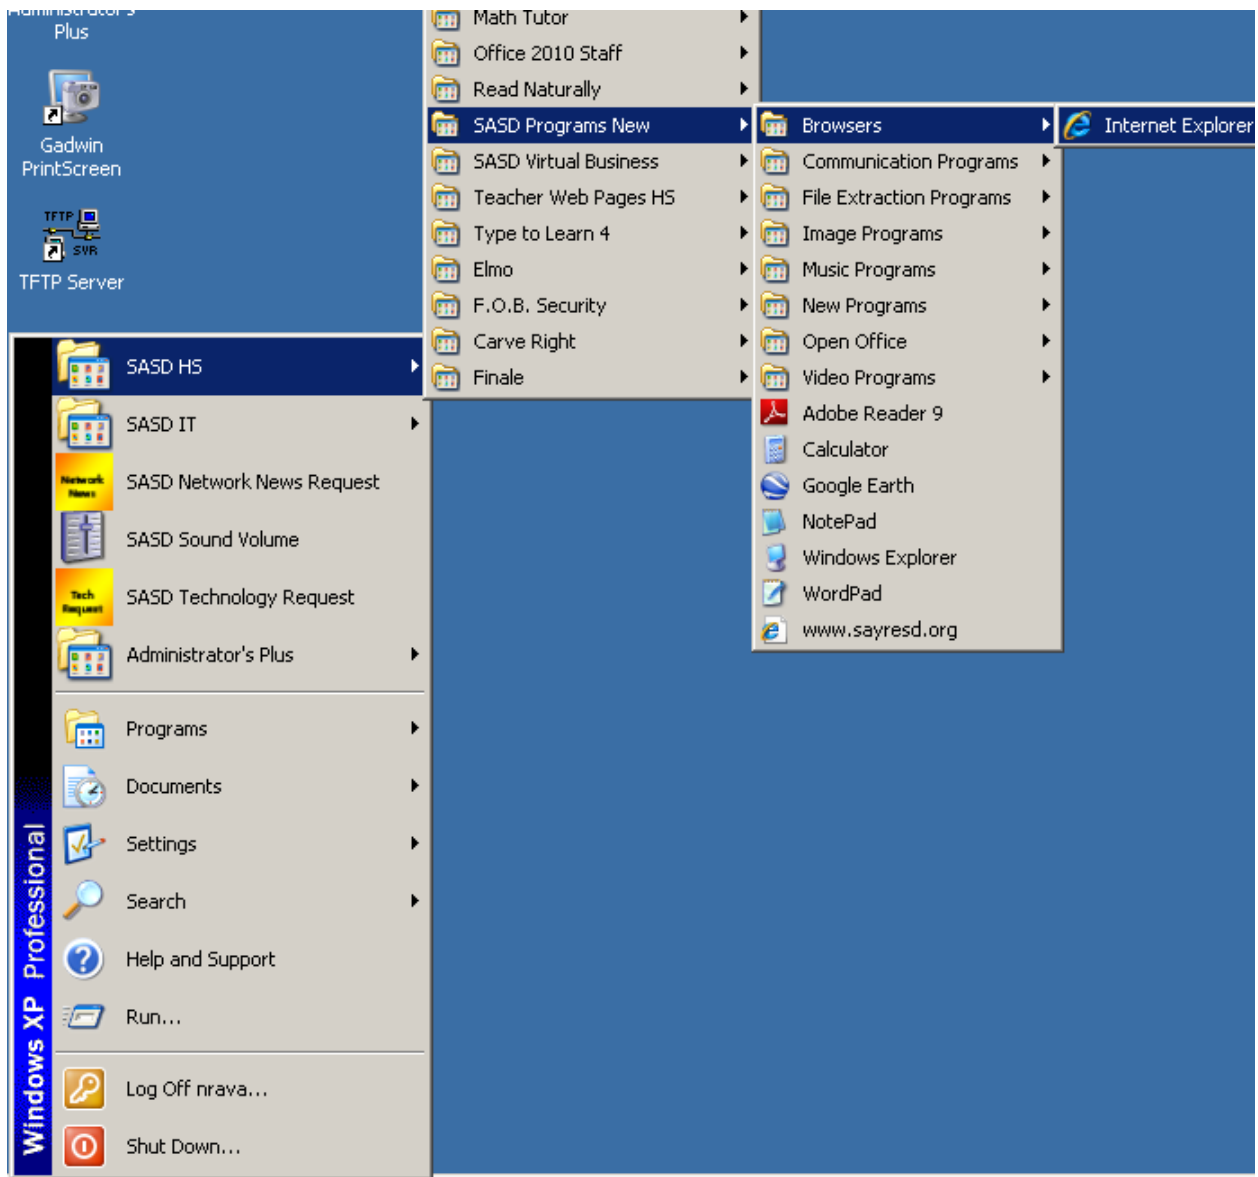 Administrator's
Plus
Gadwin
PrintScreen
TFTP
SVR
TFTP Server
Math Tutor
Office 2010 Staff
Read Naturally
SASD Programs New
SASD Virtual Business
Teacher Web Pages HS
Type to Learn 4
Elmo
F.O.B. Security
Carve Right
Finale
Browsers
Communication Programs
File Extraction Programs
Image Programs
Music Programs
New Programs
Open Office
Video Programs
Adobe Reader 9
Calculator
Google Earth
NotePad
Windows Explorer
WordPad
www.sayresd.org
Internet Explorer
SASD HS
SASD IT
Network
News
SASD Network News Request
SASD Sound Volume
Tech
Request
SASD Technology Request
Administrator's Plus
Programs
Documents
Settings
Search
Help and Support
Run...
Log Off nrava...
Shut Down...
Windows XP Professional